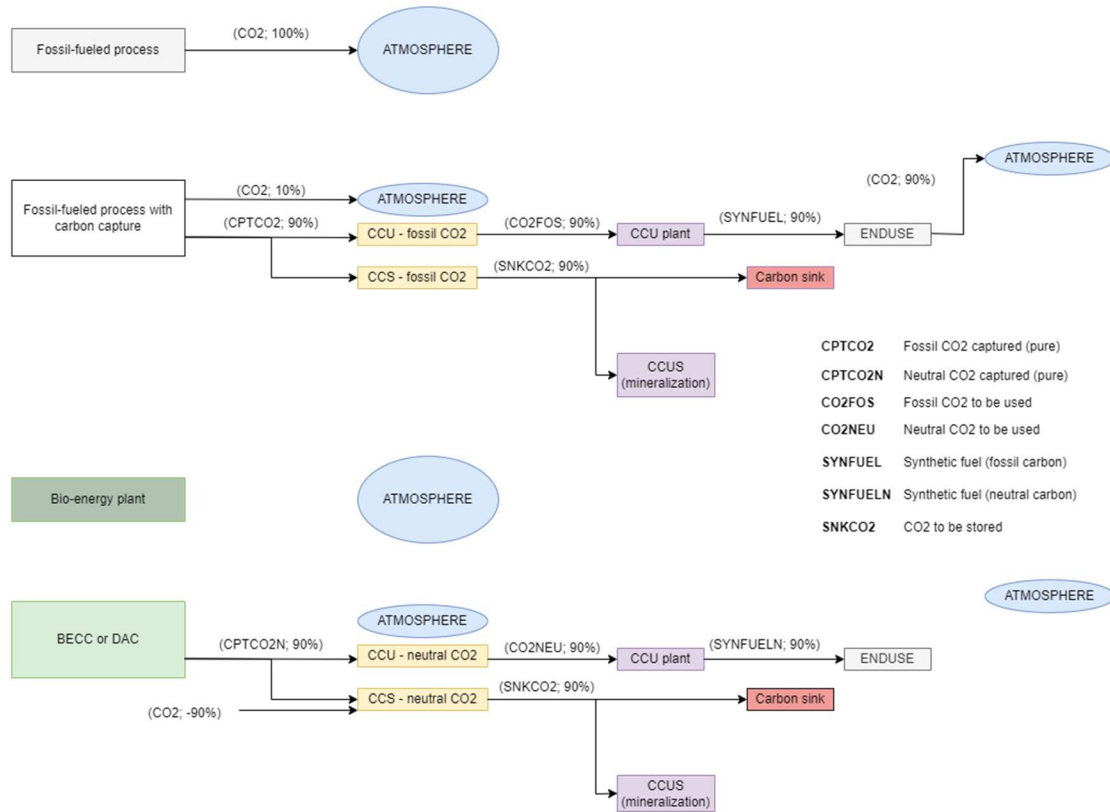 Fossil-fueled process
(CO2; 100%)
ATMOSPHERE
ATMOSPHERE
(CO2; 90%)
Fossil-fueled process with
carbon capture
(CO2; 10%)
ATMOSPHERE
(CPTCO2; 90%)
CCU - fossil CO2
(CO2FOS; 90%)
CCU plant
(SYNFUEL; 90%)
ENDUSE
CCS - fossil CO2
(SNKCO2; 90%)
Carbon sink
CCUS
(mineralization)
CPTCO2 Fossil CO2 captured (pure)
CPTCO2N Neutral CO2 captured (pure)
CO2FOS Fossil CO2 to be used
CO2NEU Neutral CO2 to be used
SYNFUEL Synthetic fuel (fossil carbon)
SYNFUELN Synthetic fuel (neutral carbon)
SNKCO2 CO2 to be stored
Bio-energy plant
ATMOSPHERE
ATMOSPHERE
BECC or DAC
ATMOSPHERE
(CPTCO2N; 90%)
CCU - neutral CO2
(CO2NEU; 90%)
CCU plant
(SYNFUELN; 90%)
ENDUSE
CCS - neutral CO2
(SNKCO2; 90%)
Carbon sink
(CO2; -90%)
CCUS
(mineralization)